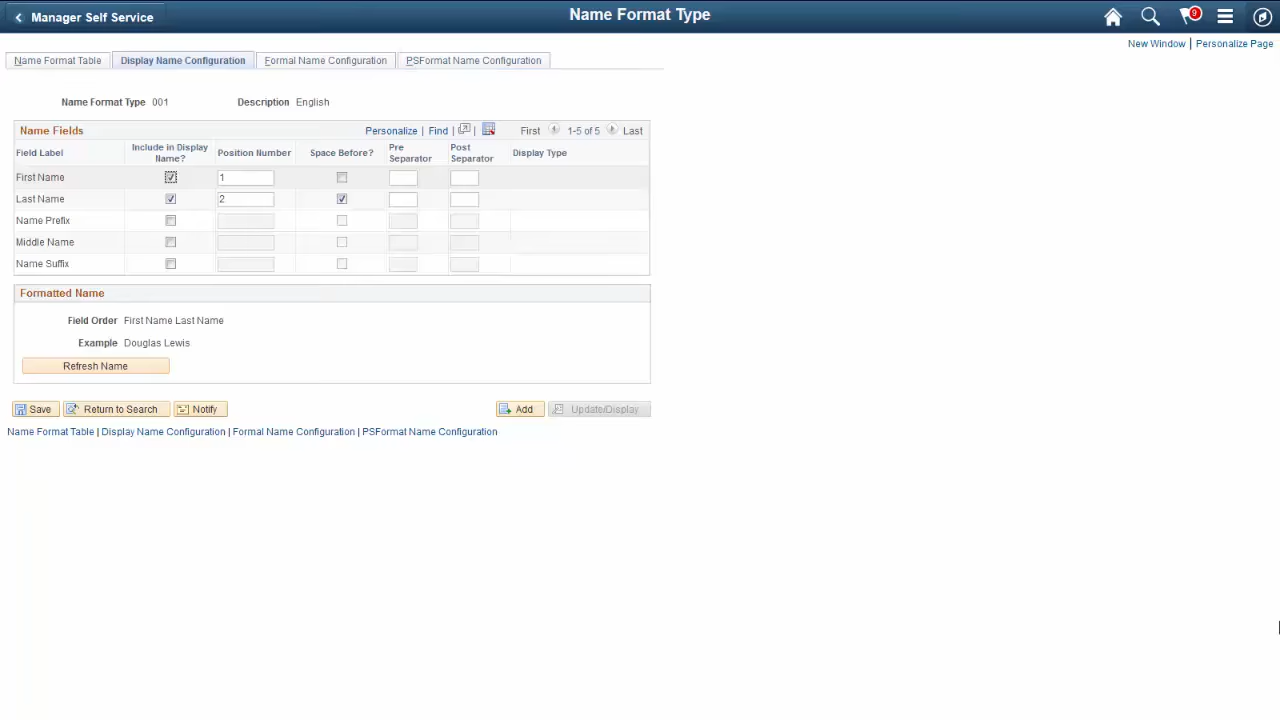 Manager Self Service
Name Format Type
9
New Window | Personalize Page
Name Format Table
Display Name Configuration
Formal Name Configuration
PSFormat Name Configuration
Name Format Type 001 Description English
Name Fields Personalize | Find | | First 1-5 of 5 Last
Field Label Include in Display Name? Position Number Space Before? Pre Separator Post Separator Display Type
First Name 1
Last Name 2
Name Prefix
Middle Name
Name Suffix
Formatted Name
Field Order First Name Last Name
Example Douglas Lewis
Refresh Name
Save Return to Search Notify Add Update/Display
Name Format Table | Display Name Configuration | Formal Name Configuration | PSFormat Name Configuration